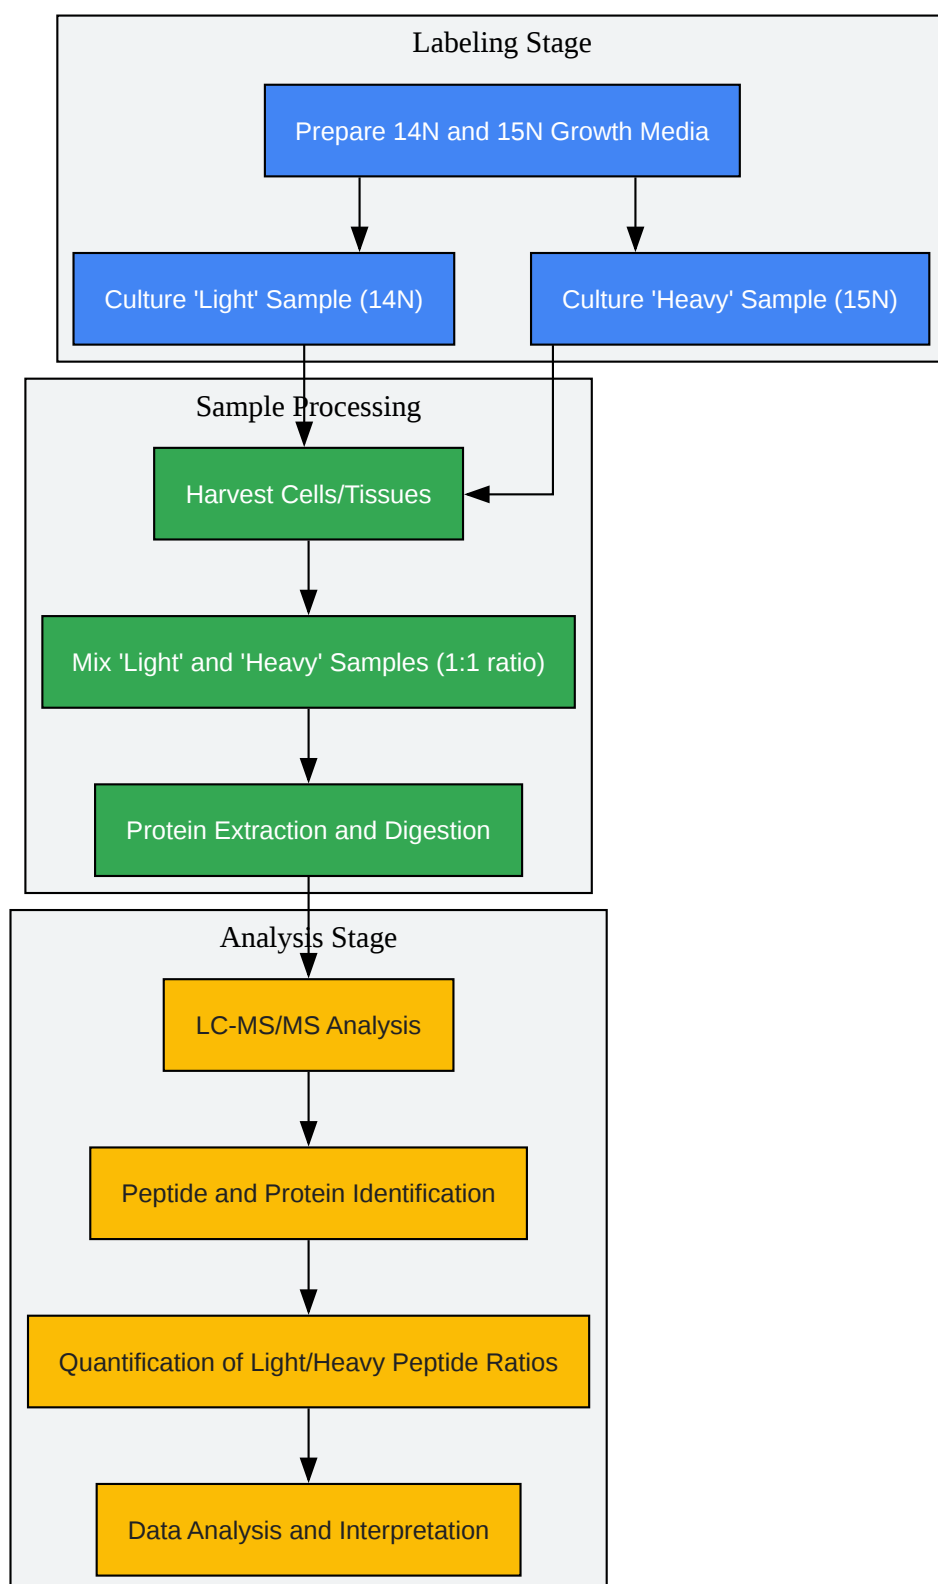 Labeling Stage
Prepare 14N and 15N Growth Media
Culture 'Light' Sample (14N)
Culture 'Heavy' Sample (15N)
Sample Processing
Harvest Cells/Tissues
Mix 'Light' and 'Heavy' Samples (1:1 ratio)
Protein Extraction and Digestion
Analysis Stage
LC-MS/MS Analysis
Peptide and Protein Identification
Quantification of Light/Heavy Peptide Ratios
Data Analysis and Interpretation